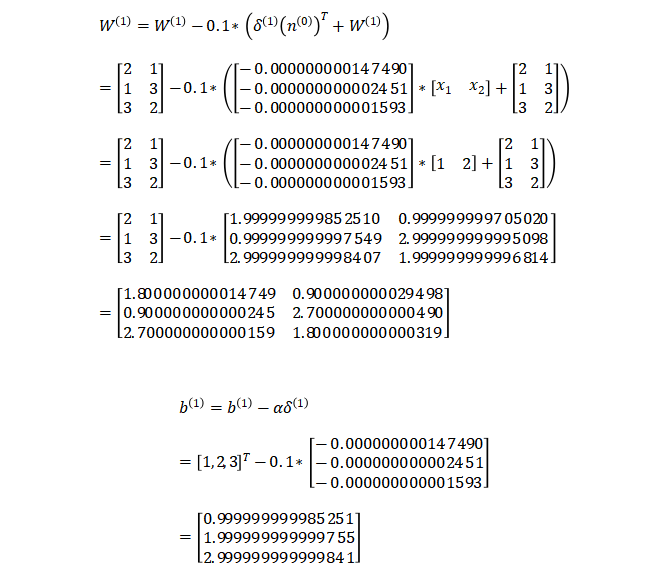 W⁽¹⁾ = W⁽¹⁾ − 0.1∗ (δ⁽¹⁾(n⁽⁰⁾)ᵀ + W⁽¹⁾)
= [2 1; 1 3; 3 2] − 0.1∗ ([−0.000000000147490; −0.000000000002451; −0.000000000001593] ∗ [x₁ x₂] + [2 1; 1 3; 3 2])
= [2 1; 1 3; 3 2] − 0.1∗ ([−0.000000000147490; −0.000000000002451; −0.000000000001593] ∗ [1 2] + [2 1; 1 3; 3 2])
= [2 1; 1 3; 3 2] − 0.1∗ [1.999999999852510 0.999999999705020; 0.999999999997549 2.999999999995098; 2.999999999998407 1.999999999996814]
= [1.800000000014749 0.900000000029498; 0.900000000000245 2.700000000000490; 2.700000000000159 1.800000000000319]
b⁽¹⁾ = b⁽¹⁾ − αδ⁽¹⁾
= [1,2,3]ᵀ − 0.1∗ [−0.000000000147490; −0.000000000002451; −0.000000000001593]
= [0.999999999985251; 1.999999999999755; 2.999999999999841]